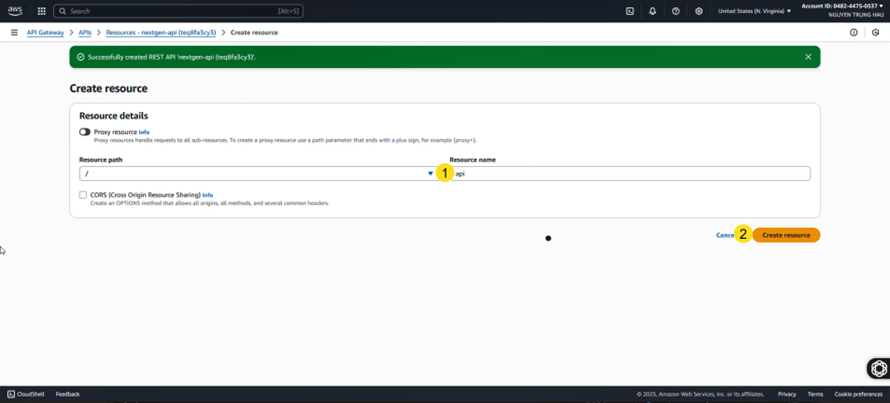 aws
Search
[Alt+S]
United States (N. Virginia)
Account ID: 0482-4475-0537
NGUYEN TRUNG HAU
API Gateway > APIs > Resources - nextgen-api (teq8fa3cy3) > Create resource
Successfully created REST API 'nextgen-api (teq8fa3cy3)'.
Create resource
Resource details
Proxy resource Info
Proxy resources handle requests to all sub-resources. To create a proxy resource use a path parameter that ends with a plus sign, for example {proxy+}.
Resource path
Resource name
/
1
api
CORS (Cross Origin Resource Sharing) Info
Create an OPTIONS method that allows all origins, all methods, and several common headers.
Cance
2
Create resource
CloudShell
Feedback
© 2025, Amazon Web Services, Inc. or its affiliates.
Privacy
Terms
Cookie preferences